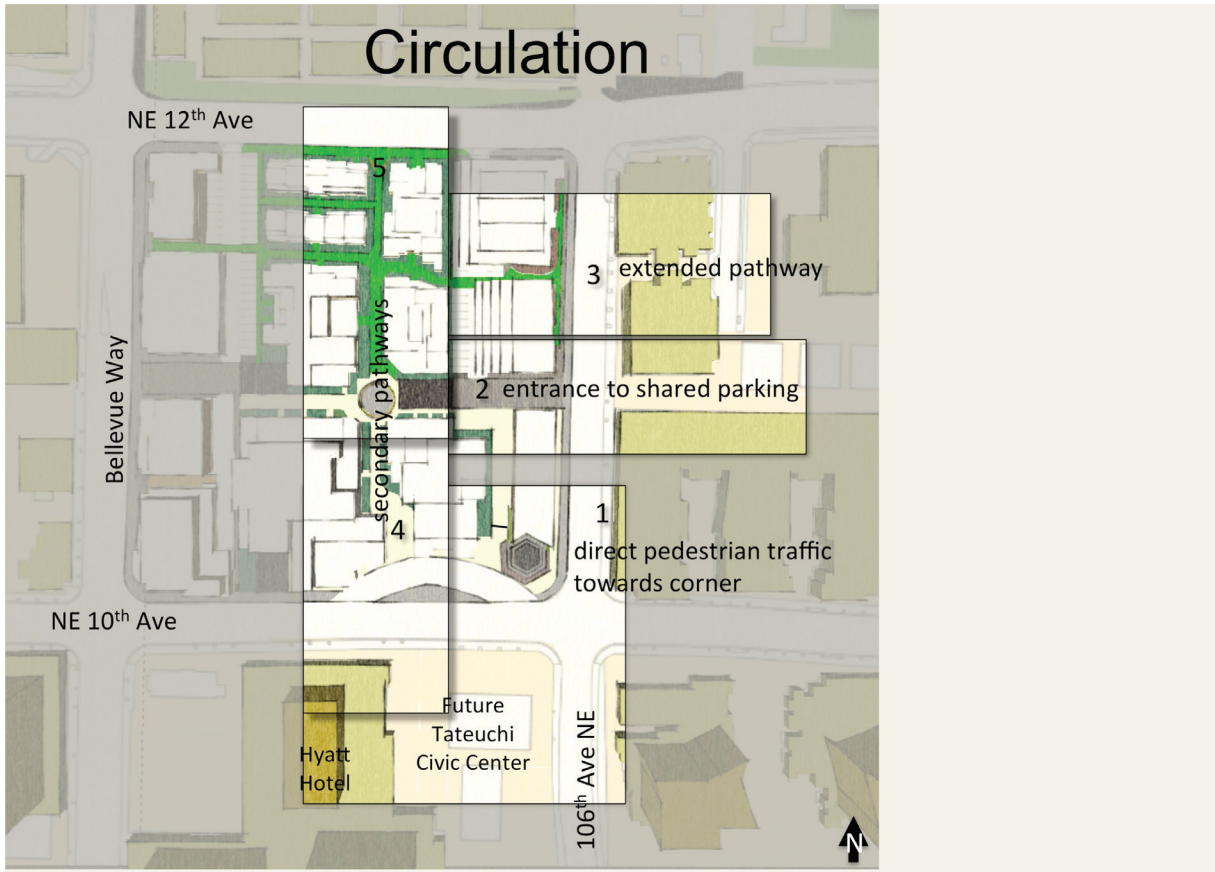 Circulation
NE 12th Ave
5
3 extended pathway
secondary pathways
Bellevue Way
2 entrance to shared parking
1
4
direct pedestrian traffic
towards corner
NE 10th Ave
Future
Tateuchi
Civic Center
Hyatt
Hotel
106th Ave NE
N